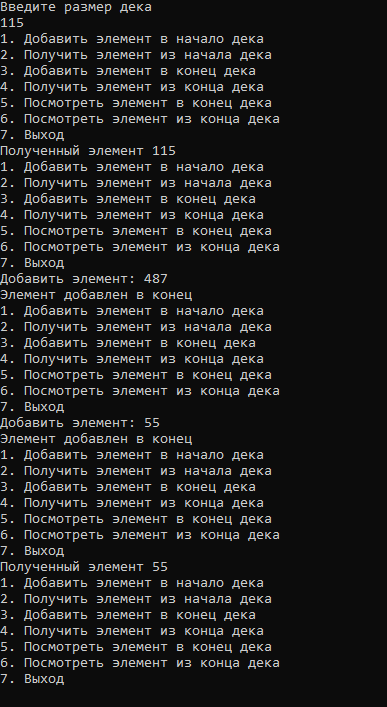 Введите размер дека
115
1. Добавить элемент в начало дека
2. Получить элемент из начала дека
3. Добавить элемент в конец дека
4. Получить элемент из конца дека
5. Посмотреть элемент в конец дека
6. Посмотреть элемент из конца дека
7. Выход
Полученный элемент 115
1. Добавить элемент в начало дека
2. Получить элемент из начала дека
3. Добавить элемент в конец дека
4. Получить элемент из конца дека
5. Посмотреть элемент в конец дека
6. Посмотреть элемент из конца дека
7. Выход
Добавить элемент: 487
Элемент добавлен в конец
1. Добавить элемент в начало дека
2. Получить элемент из начала дека
3. Добавить элемент в конец дека
4. Получить элемент из конца дека
5. Посмотреть элемент в конец дека
6. Посмотреть элемент из конца дека
7. Выход
Добавить элемент: 55
Элемент добавлен в конец
1. Добавить элемент в начало дека
2. Получить элемент из начала дека
3. Добавить элемент в конец дека
4. Получить элемент из конца дека
5. Посмотреть элемент в конец дека
6. Посмотреть элемент из конца дека
7. Выход
Полученный элемент 55
1. Добавить элемент в начало дека
2. Получить элемент из начала дека
3. Добавить элемент в конец дека
4. Получить элемент из конца дека
5. Посмотреть элемент в конец дека
6. Посмотреть элемент из конца дека
7. Выход